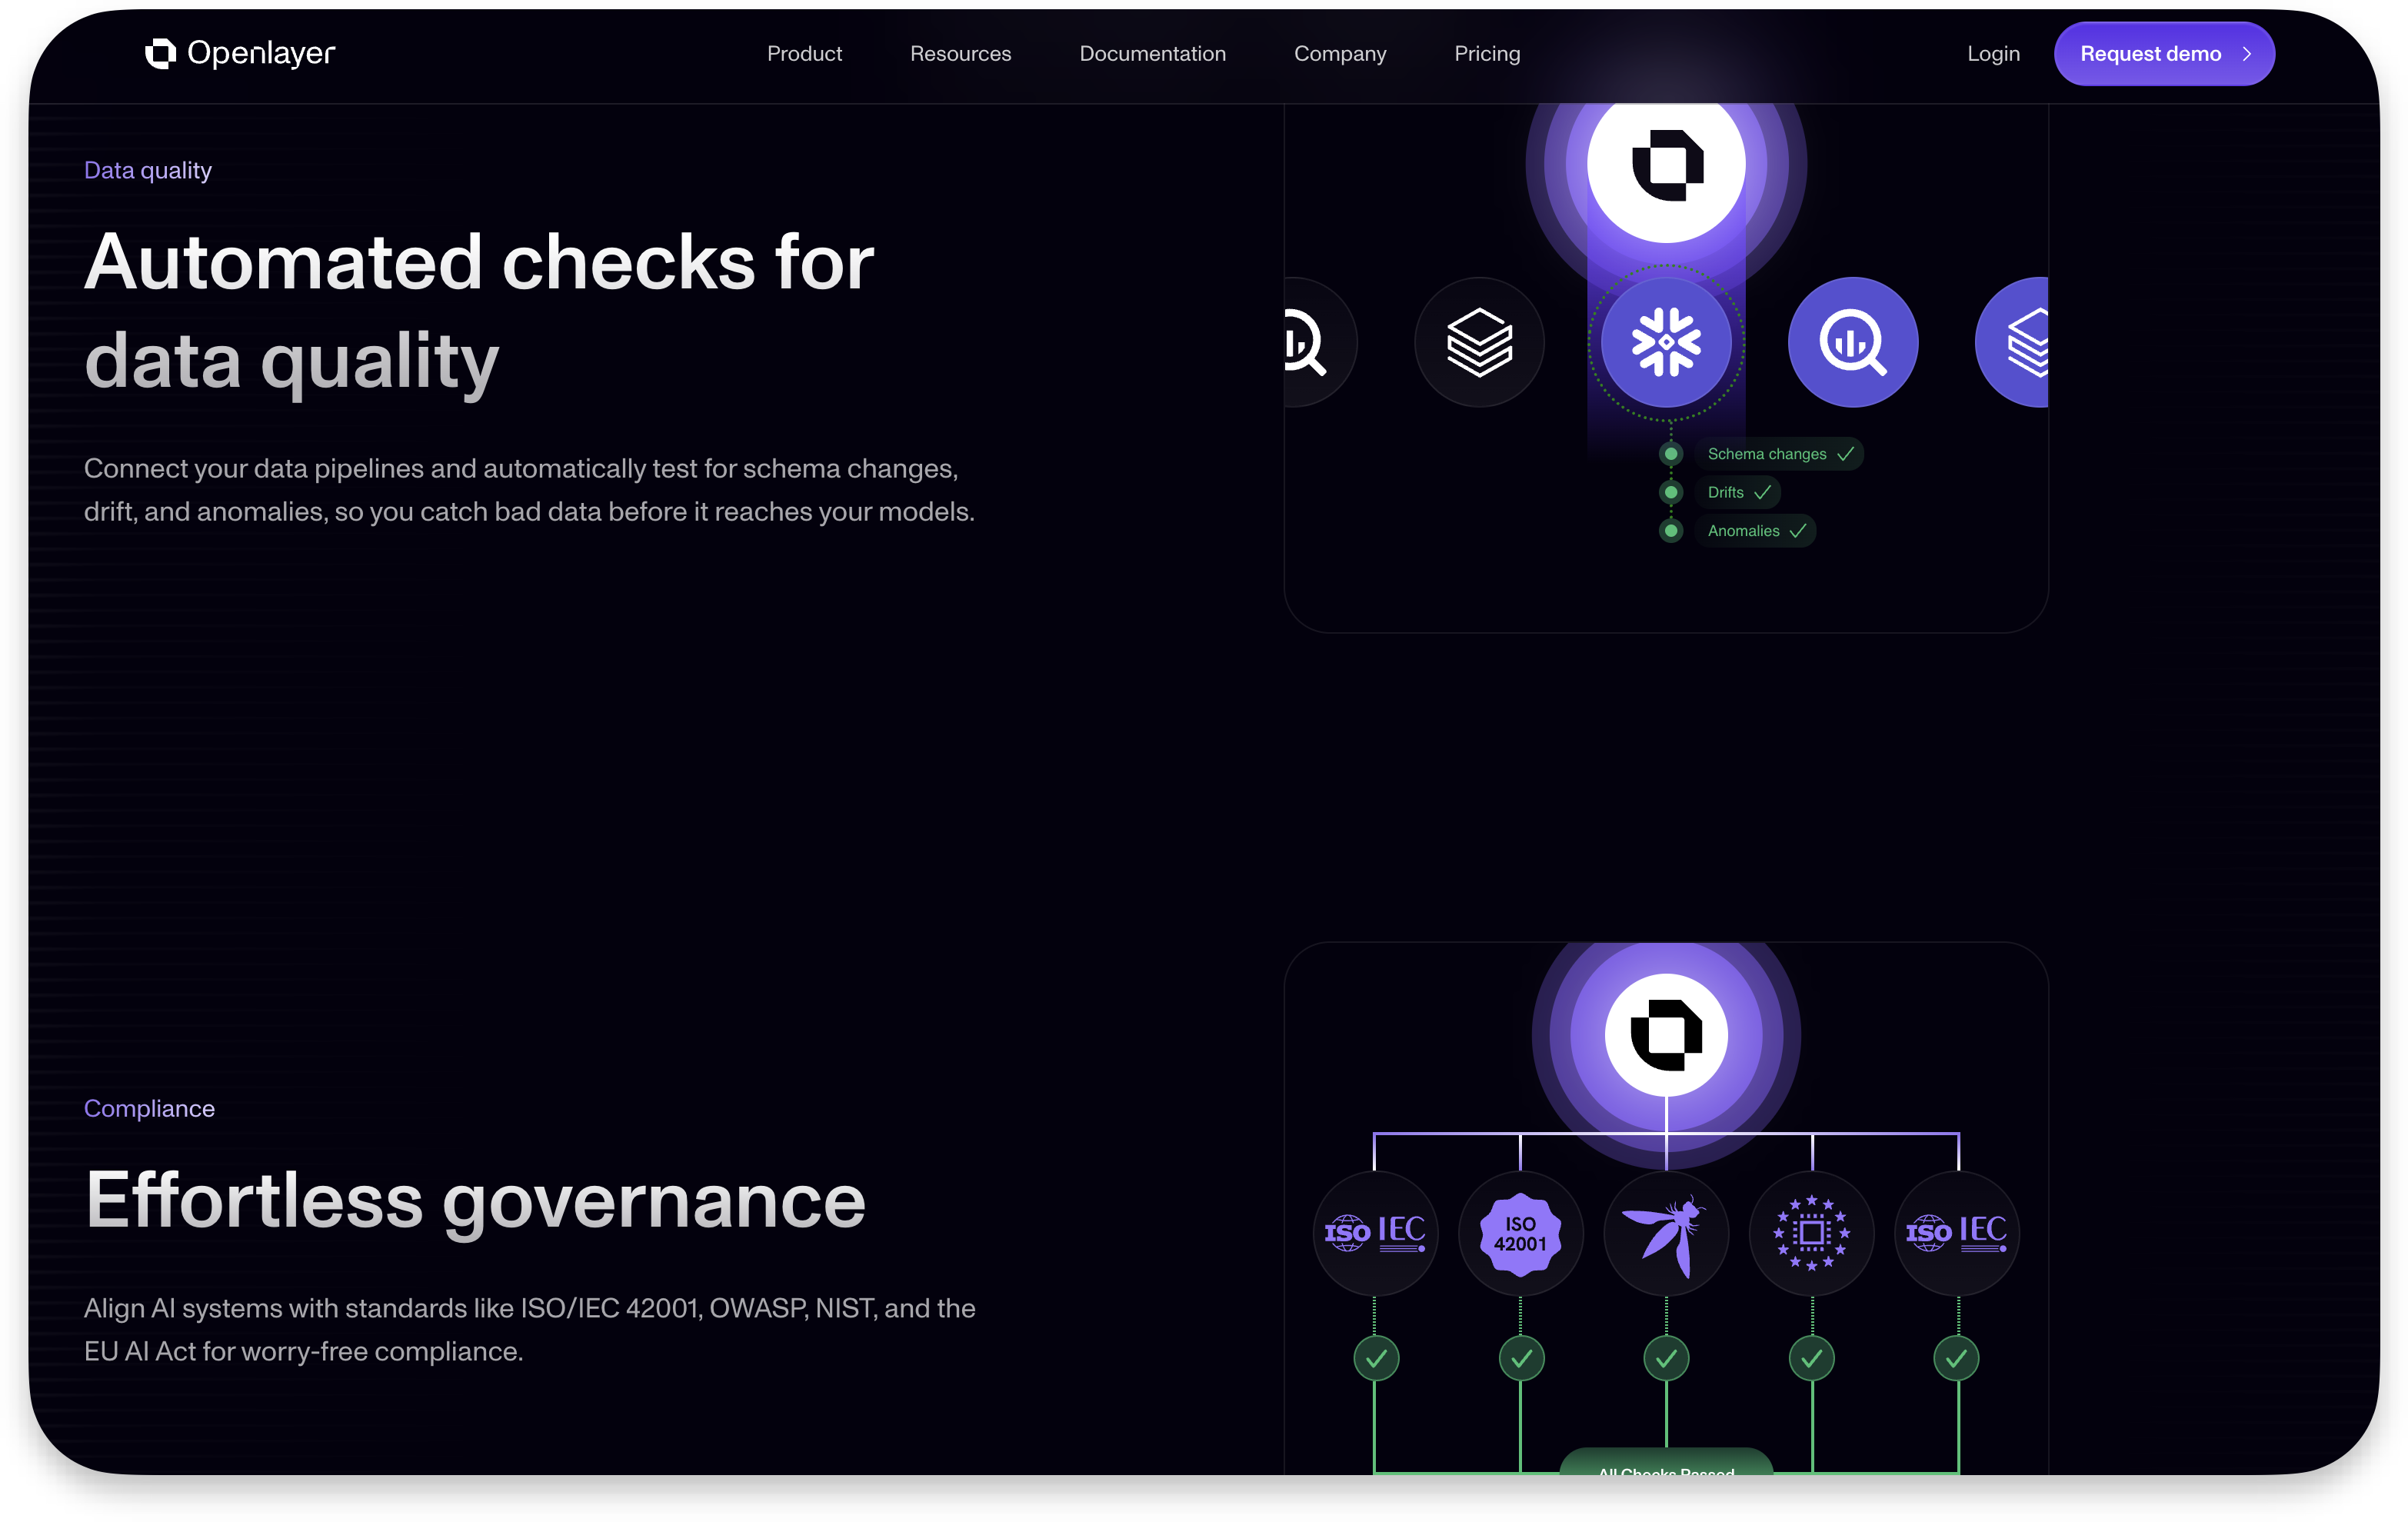 Openlayer
Product
Resources
Documentation
Company
Pricing
Login
Request demo
Data quality
Automated checks for
data quality
Connect your data pipelines and automatically test for schema changes,
drift, and anomalies, so you catch bad data before it reaches your models.
Schema changes
Drifts
Anomalies
Compliance
Effortless governance
Align AI systems with standards like ISO/IEC 42001, OWASP, NIST, and the
EU AI Act for worry-free compliance.
ISO IEC
ISO
42001
ISO IEC
All Checks Passed